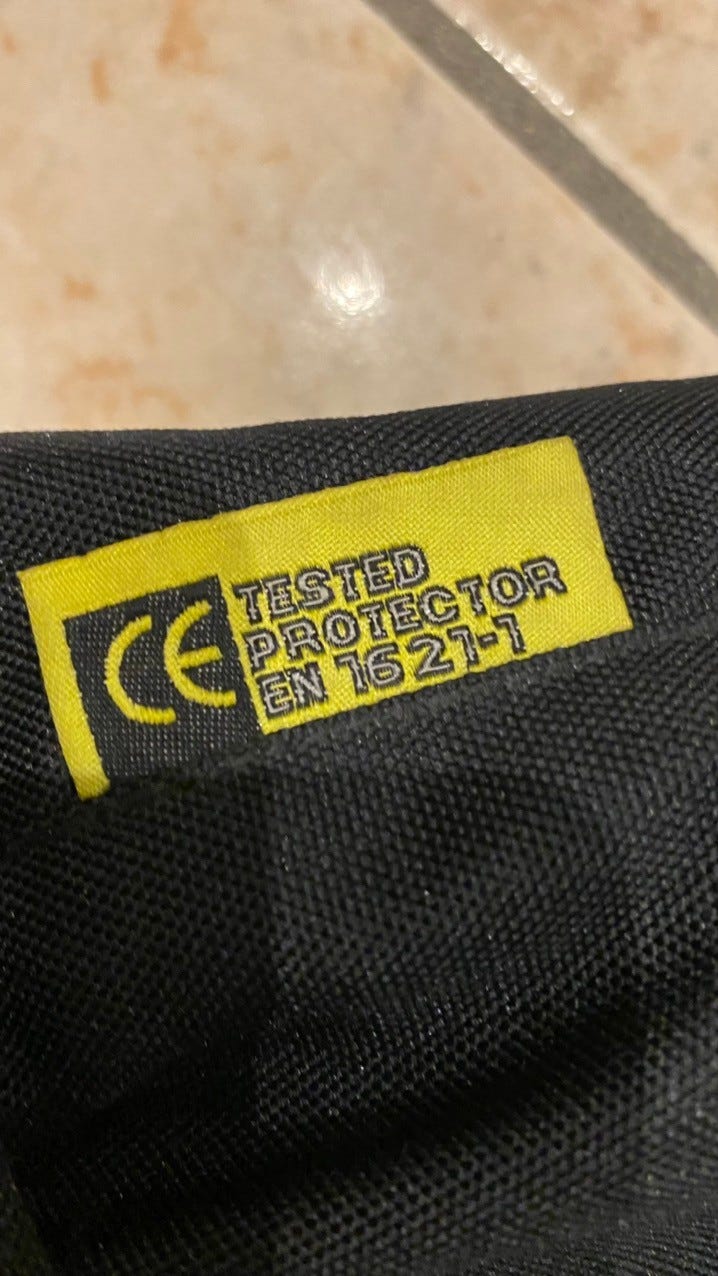 CE
TESTED
PROTECTOR
EN 1621-1